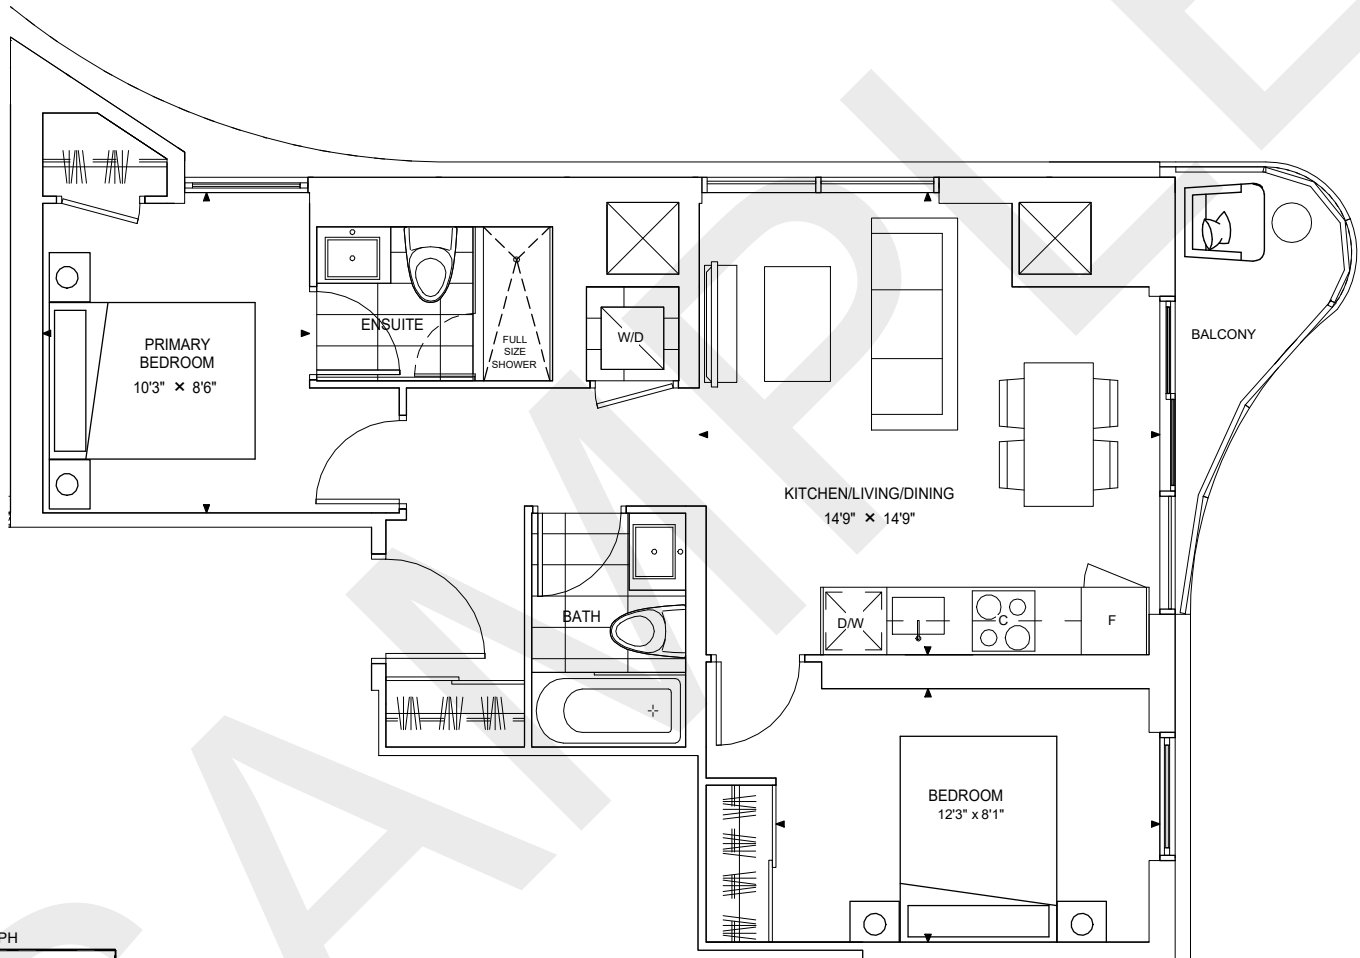 SAMPLE
PRIMARY
BEDROOM
10'3" × 8'6"
ENSUITE
FULL
SIZE
SHOWER
W/D
BALCONY
KITCHEN/LIVING/DINING
14'9" × 14'9"
BATH
D/W
C
F
BEDROOM
12'3" x 8'1"
PH